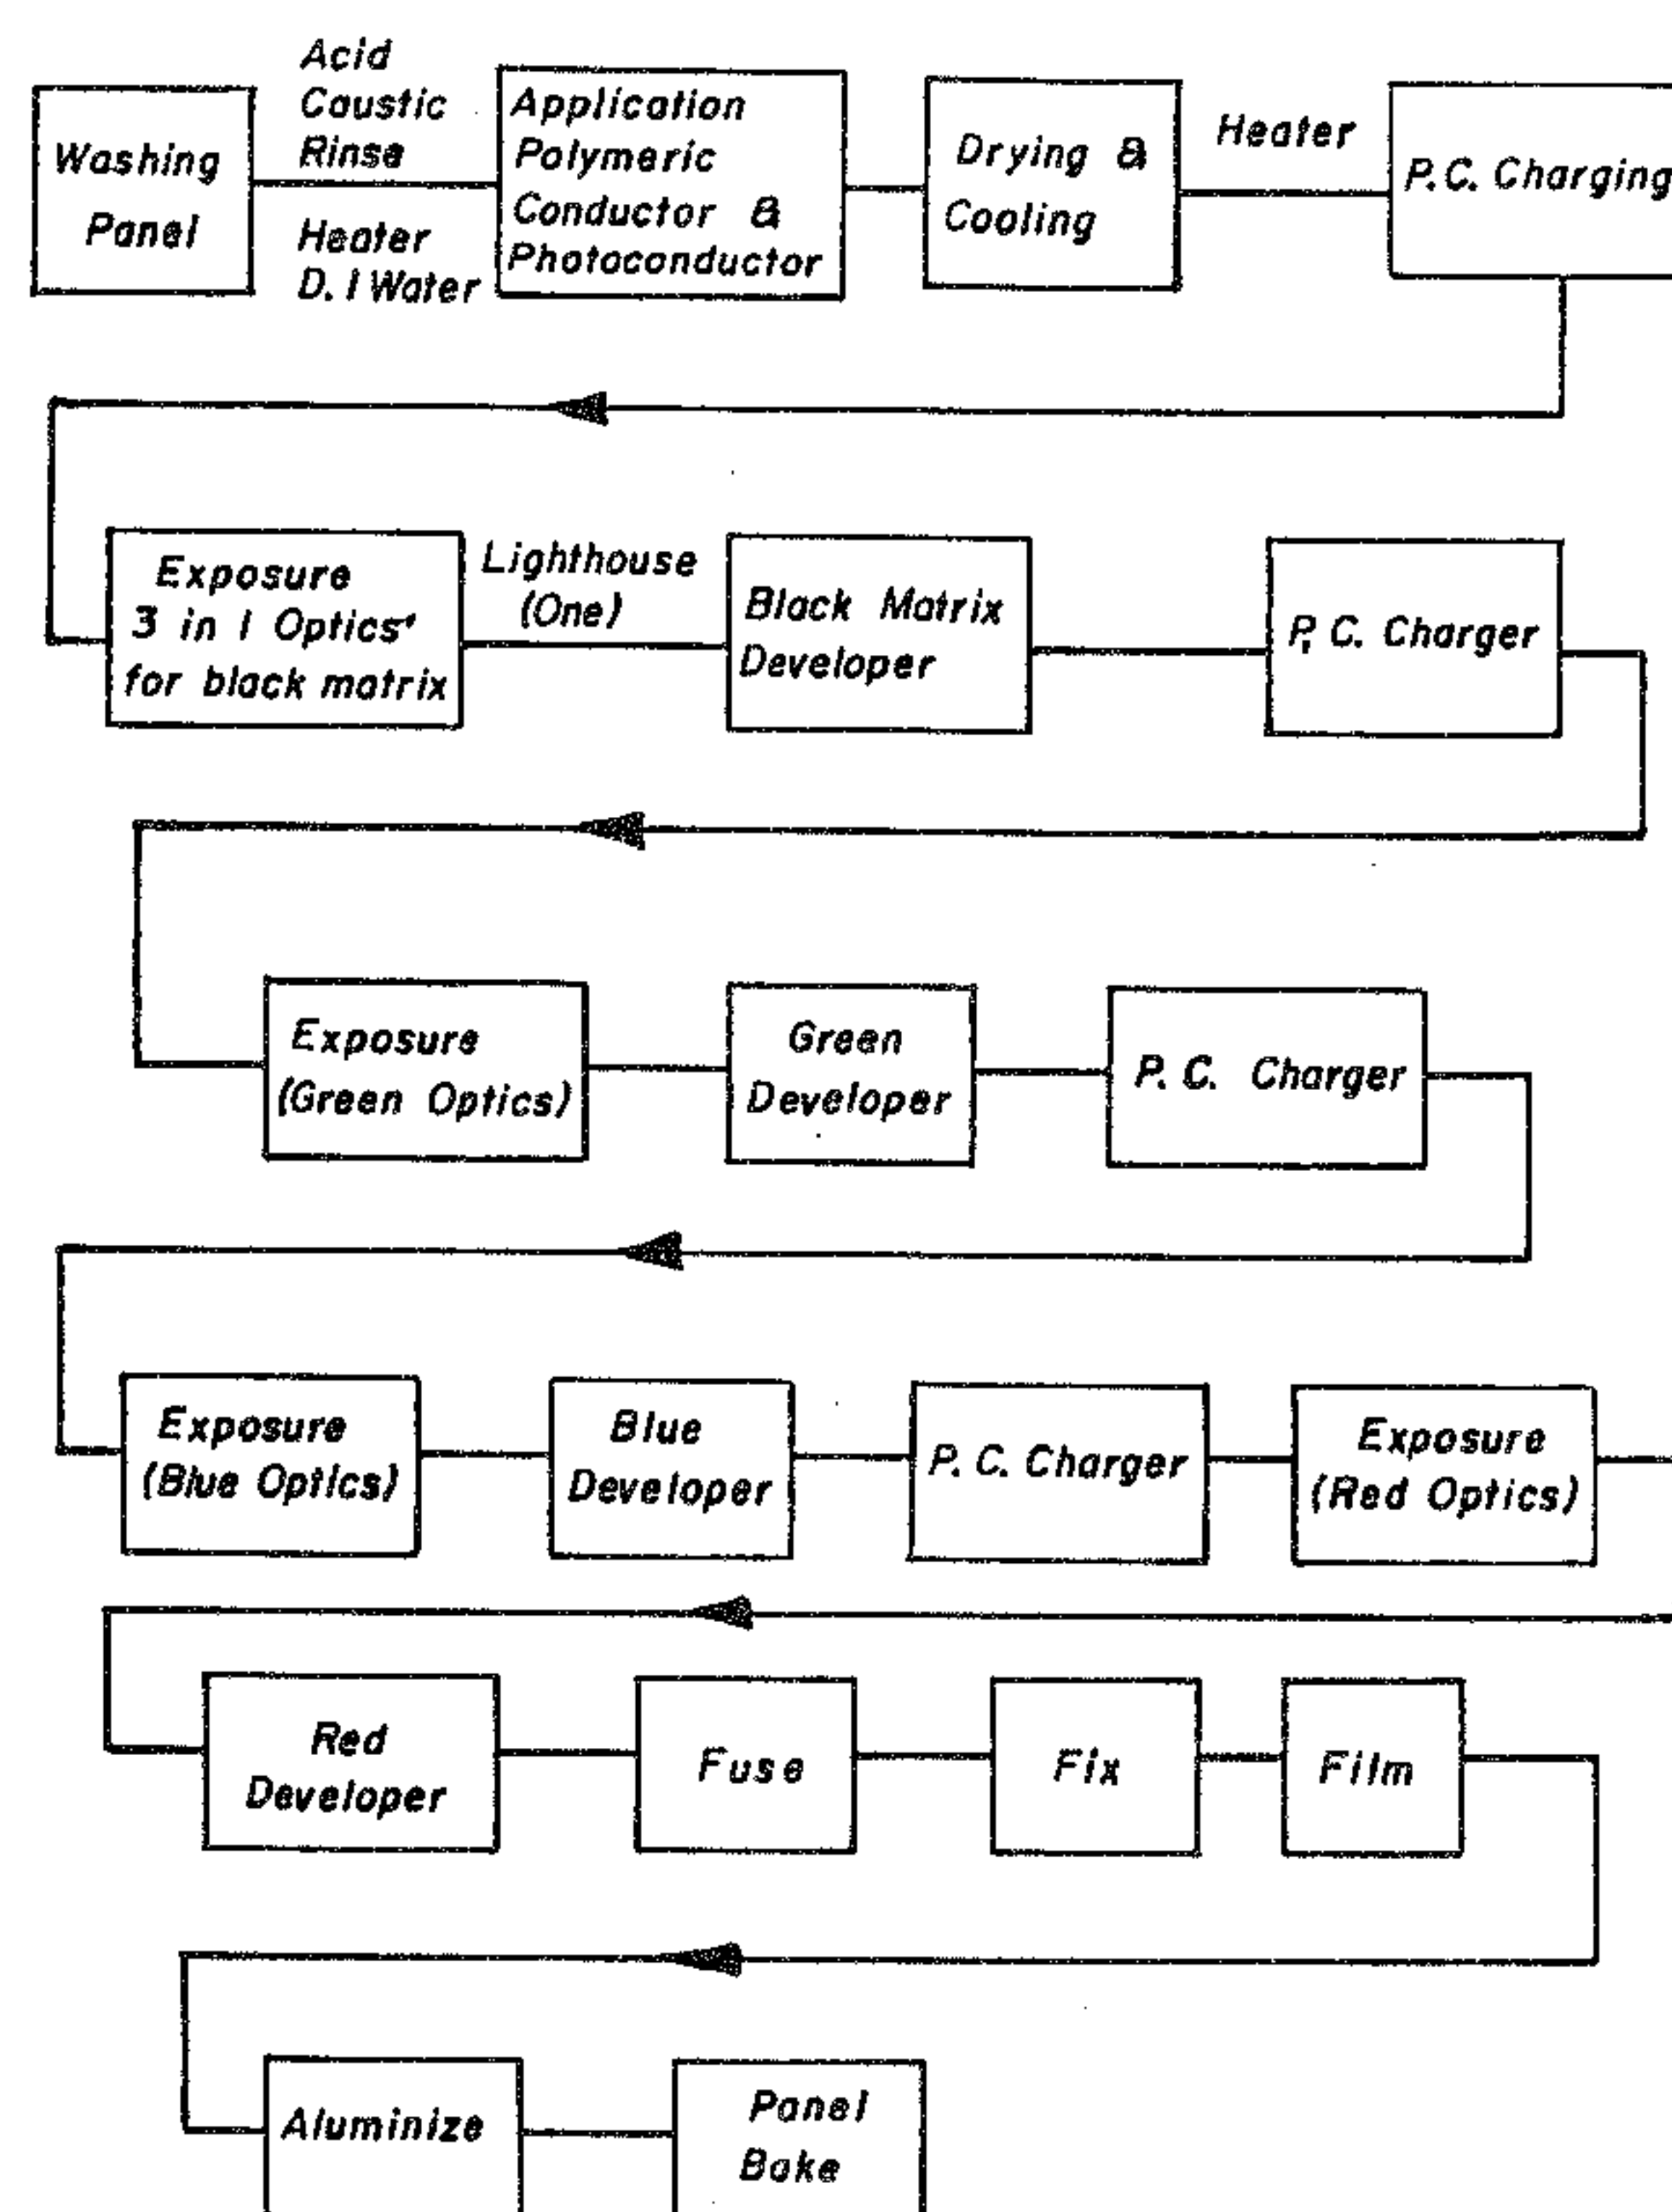 Washing
Panel
Acid
Caustic
Rinse
Heater
D. I Water
Application
Polymeric
Conductor &
Photoconductor
Drying &
Cooling
Heater
P.C. Charging
Exposure
3 in 1 Optics'
for black matrix
Lighthouse
(One)
Black Matrix
Developer
P. C. Charger
Exposure
(Green Optics)
Green
Developer
P. C. Charger
Exposure
(Blue Optics)
Blue
Developer
P. C. Charger
Exposure
(Red Optics)
Red
Developer
Fuse
Fix
Film
Aluminize
Panel
Bake